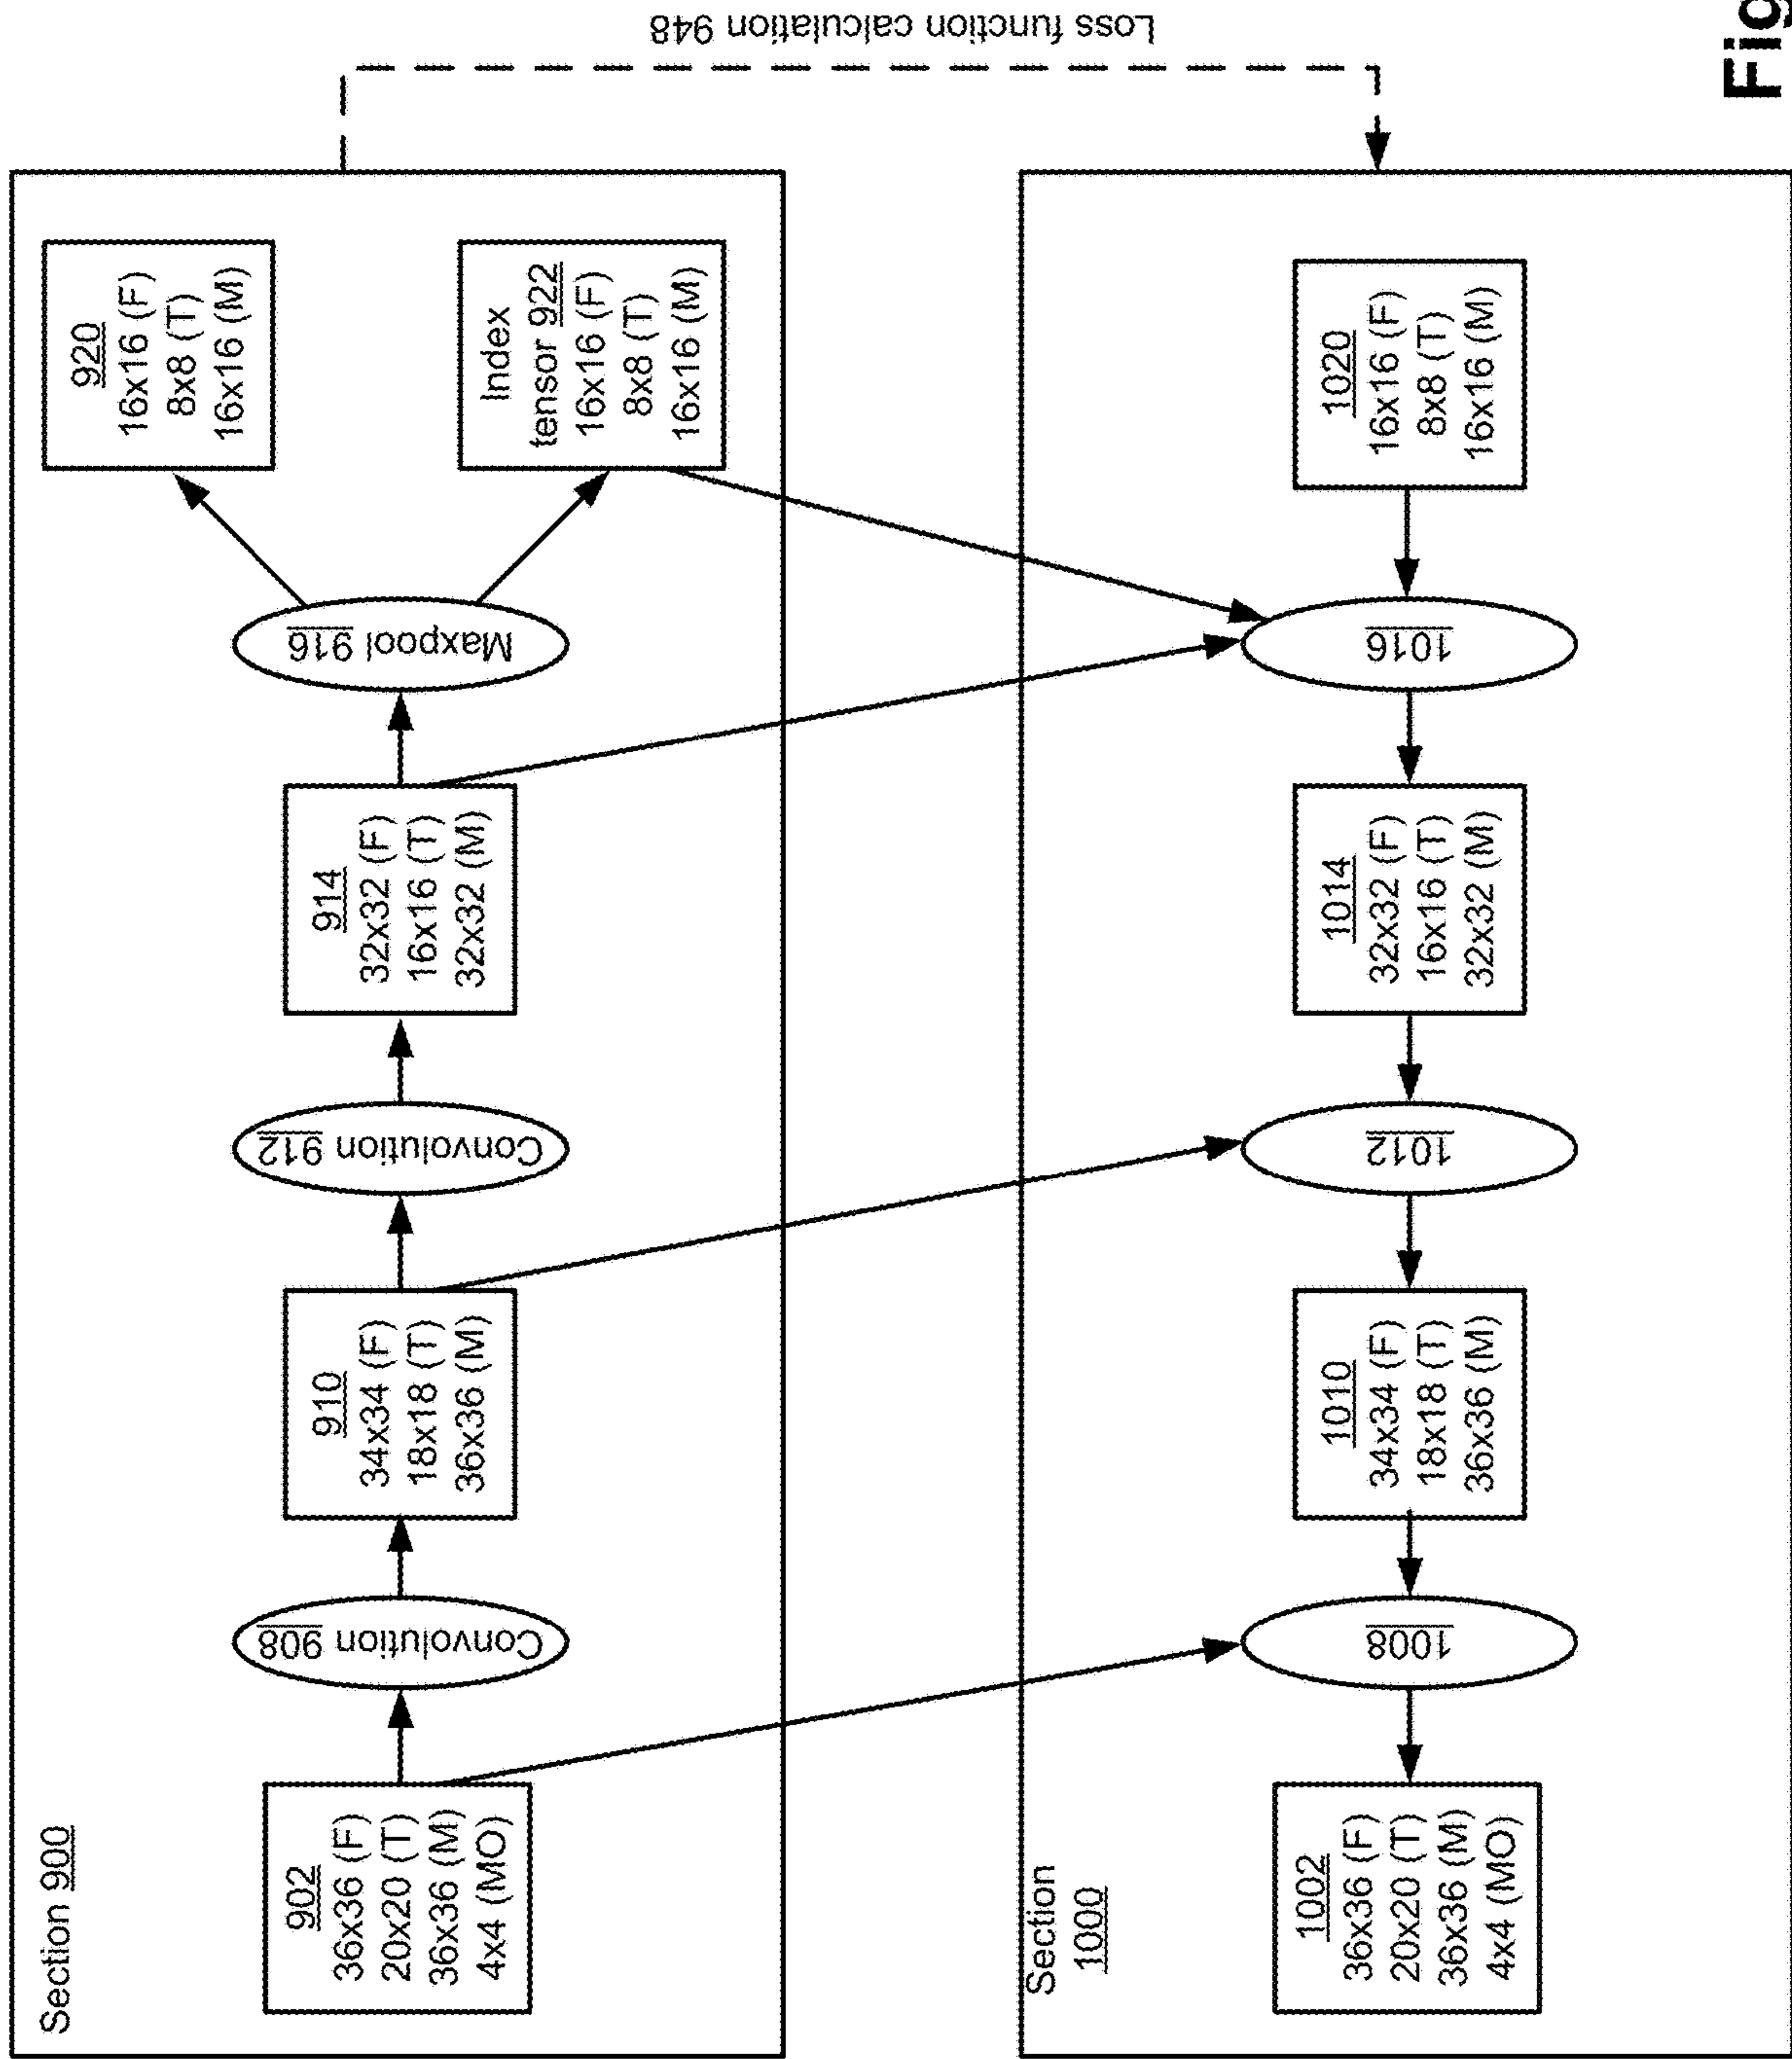 Section 900
902
36x36 (F)
20x20 (T)
36x36 (M)
4x4 (MO)
Convolution 908
910
34x34 (F)
18x18 (T)
36x36 (M)
Convolution 912
914
32x32 (F)
16x16 (T)
32x32 (M)
Maxpool 916
920
16x16 (F)
8x8 (T)
16x16 (M)
Index
tensor 922
16x16 (F)
8x8 (T)
16x16 (M)
Loss function calculation 948
Section
1000
1002
36x36 (F)
20x20 (T)
36x36 (M)
4x4 (MO)
1008
1010
34x34 (F)
18x18 (T)
36x36 (M)
1012
1014
32x32 (F)
16x16 (T)
32x32 (M)
1016
1020
16x16 (F)
8x8 (T)
16x16 (M)
Fig